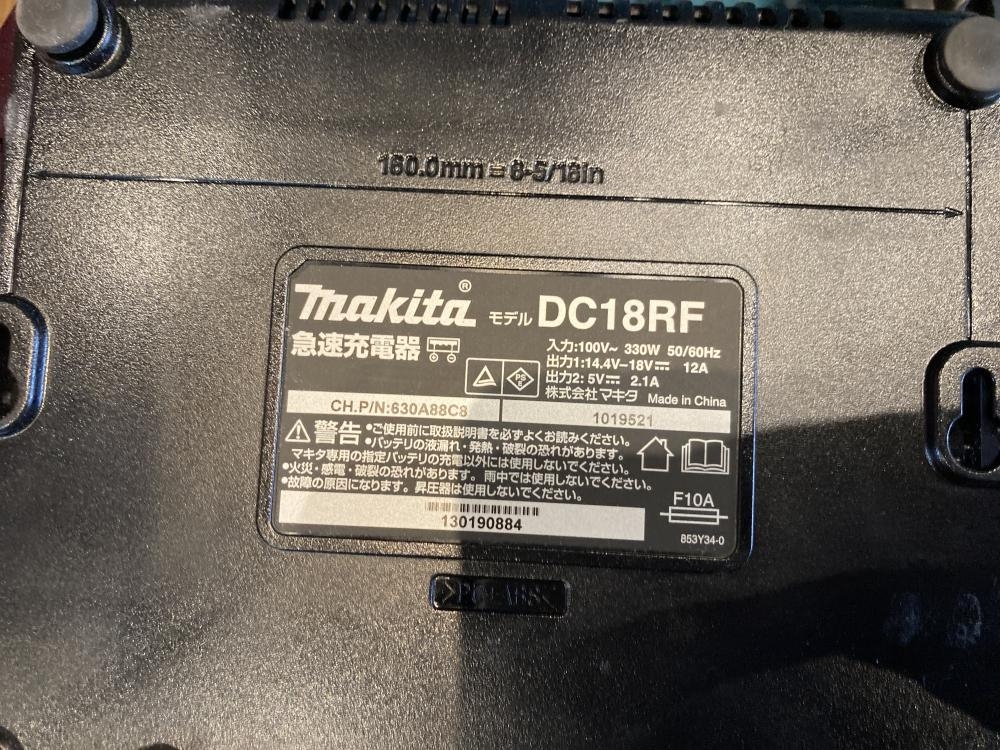 160.0mm = 6-5/16in
makita® モデル DC18RF
急速充電器
入力:100V~ 330W 50/60Hz
出力1:14.4V-18V⎓ 12A
出力2: 5V⎓ 2.1A
株式会社マキタ Made in China
PS
E
CH.P/N:630A88C8
1019521
警告 •ご使用前に取扱説明書を必ずよくお読みください。
•バッテリの液漏れ・発熱・破裂の恐れがあります。
マキタ専用の指定バッテリの充電以外には使用しないでください。
•火災・感電・破裂の恐れがあります。雨中では使用しないでください。
•故障の原因になります。昇圧器は使用しないでください。
F10A
130190884
853Y34-0
>PC+ABS<